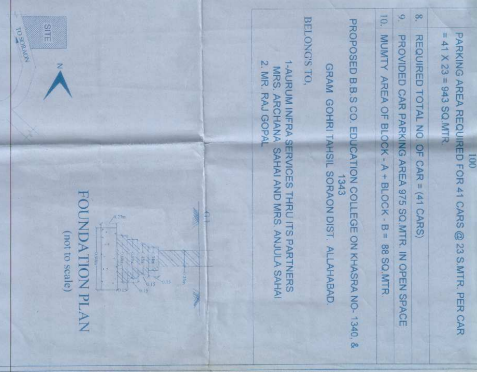 100
PARKING AREA REQUIRED FOR 41 CARS @ 23 S.MTR. PER CAR
= 41 X 23 = 943 SQ.MTR.
8. REQUIRED TOTAL NO. OF CAR = (41 CARS)
9. PROVIDED CAR PARKING AREA 975 SQ.MTR. IN OPEN SPACE
10. MUMTY AREA OF BLOCK - A + BLOCK - B = 88 SQ.MTR
PROPOSED B.B.S CO. EDUCATION COLLEGE ON KHASRA NO- 1340, &
1343
GRAM GOHRI TAHSIL SORAON DIST. ALLAHABAD.
BELONG'S TO,
1-AURUM INFRA SERVICES THRU ITS PARTNERS
MRS. ARCHANA SAHAI AND MRS. ANJULA SAHAI
2. MR. RAJ GOPAL
FOUNDATION PLAN
(not to scale)
N
SITE
TO SORAON